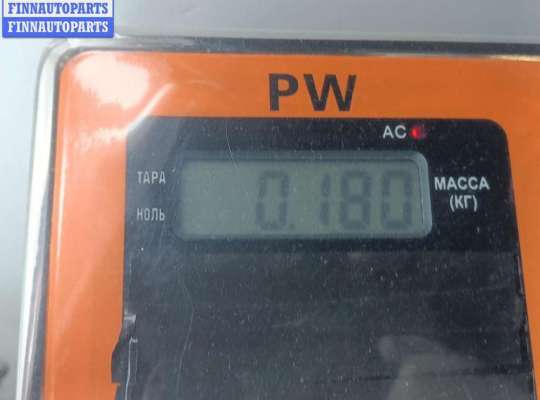 FINNAUTOPARTS
FINNAUTOPARTS
PW
AC
ТАРА
0.180
МАССА
(КГ)
НОЛЬ